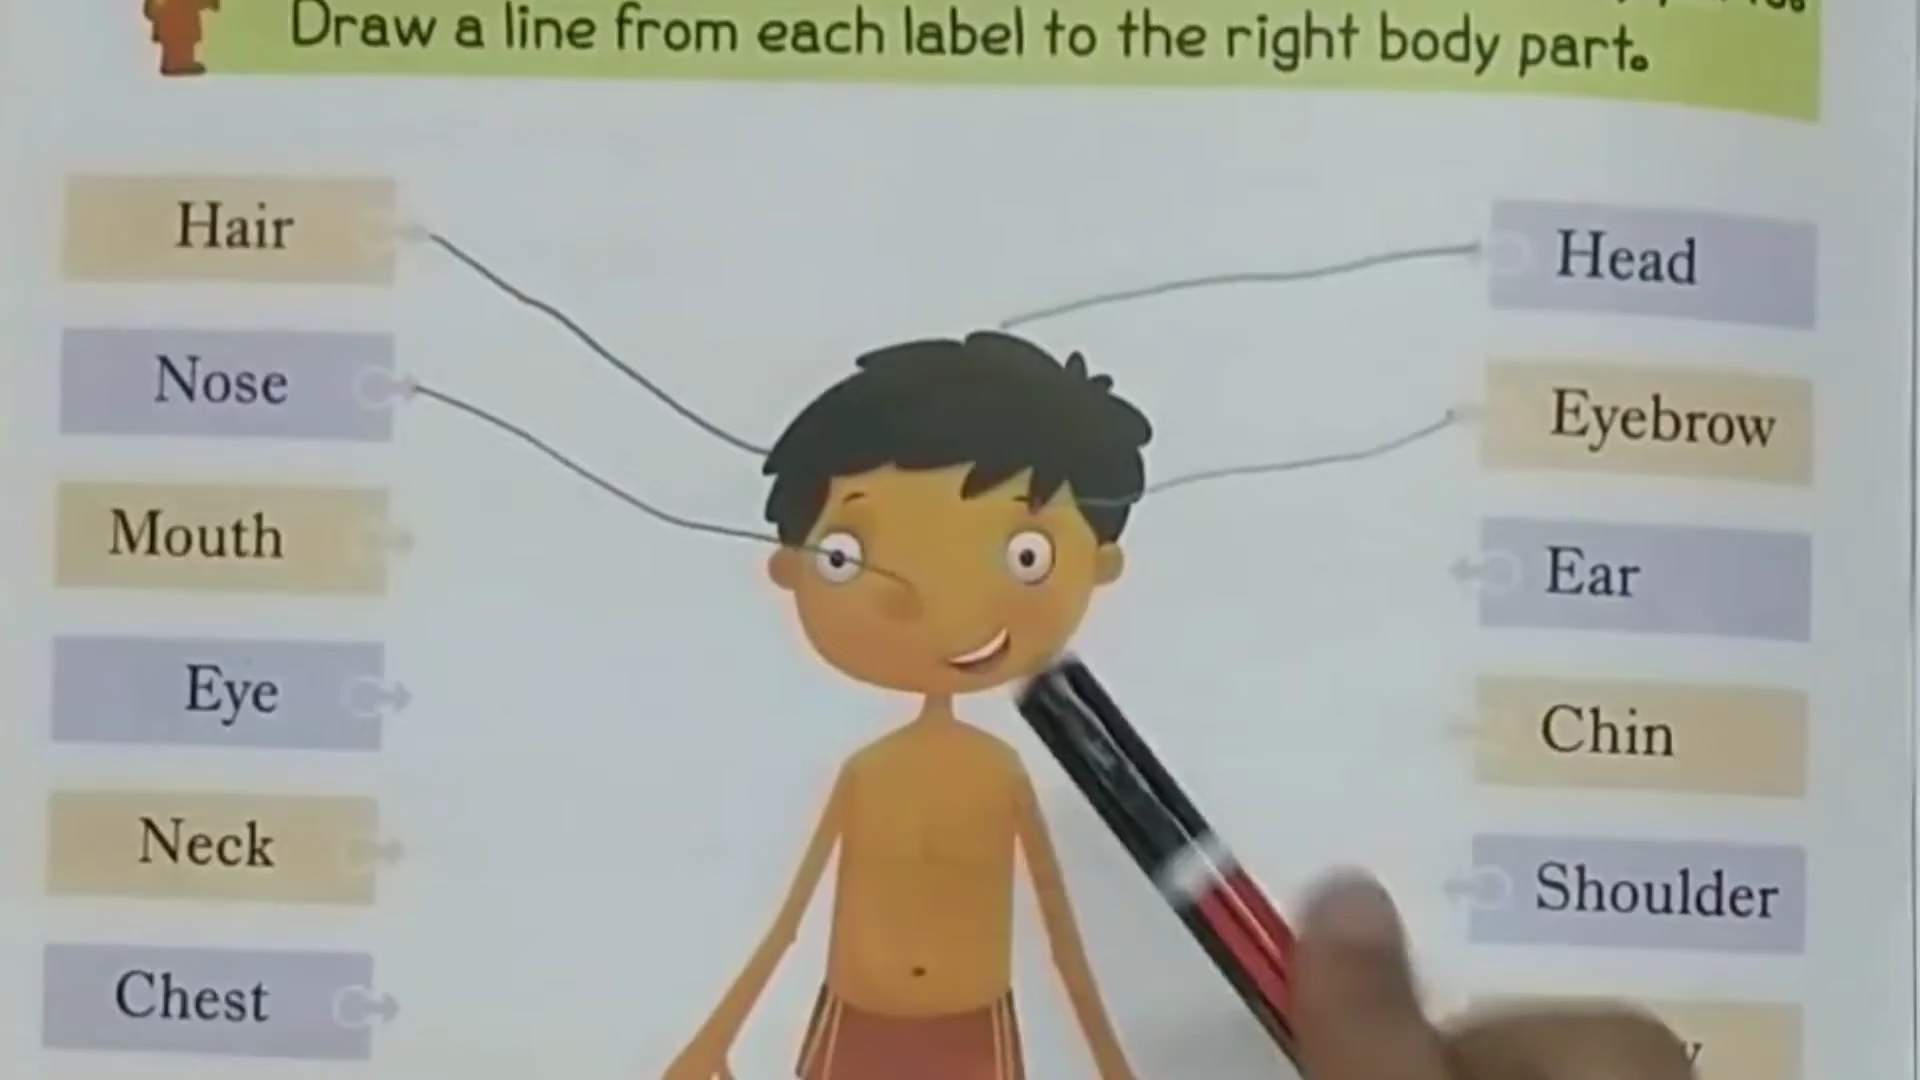 Draw a line from each label to the right body part.
Hair
Head
Nose
Eyebrow
Mouth
Ear
Eye
Chin
Neck
Shoulder
Chest